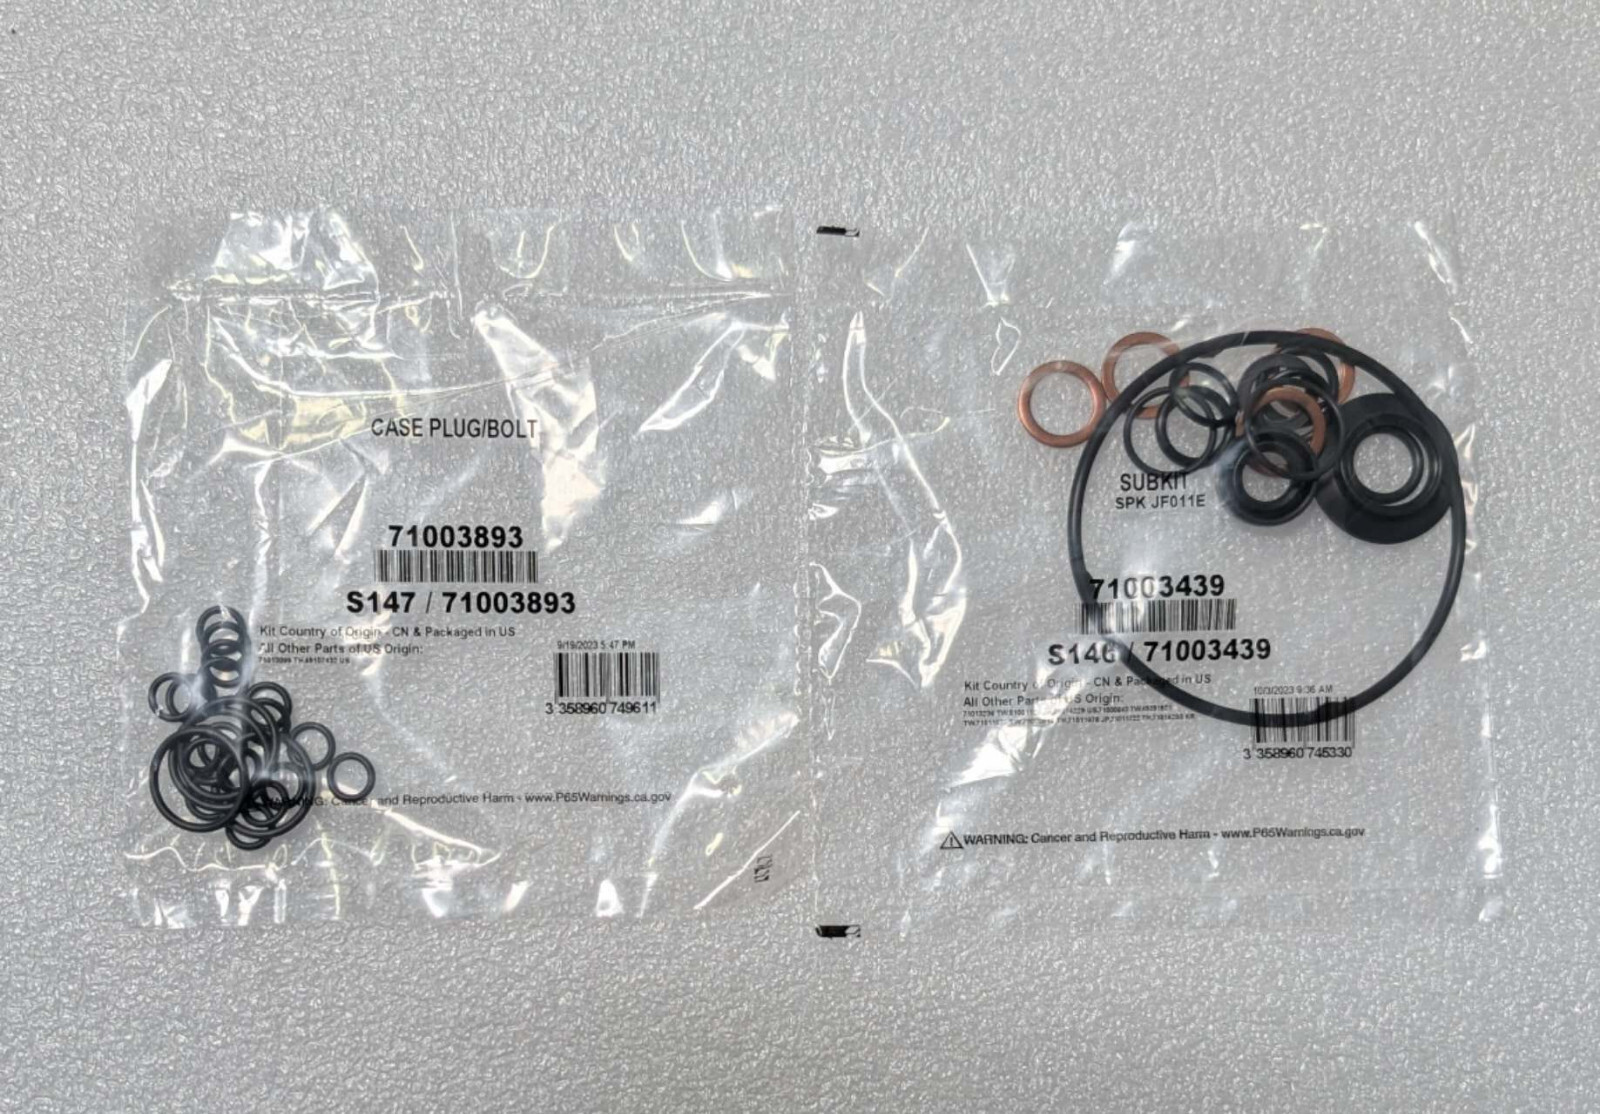 CASE PLUG/BOLT
71003893
S147 / 71003893
Kit Country of Origin - CN & Packaged in US
All Other Parts of US Origin:
9/19/2023 5:47 PM
3 358960 749611
WARNING: Cancer and Reproductive Harm - www.P65Warnings.ca.gov
SUBKIT
SPK JF011E
71003439
S146 / 71003439
Kit Country of Origin - CN & Packaged in US
All Other Parts of US Origin:
10/3/2023 9:36 AM
3 358960 745330
WARNING: Cancer and Reproductive Harm - www.P65Warnings.ca.gov